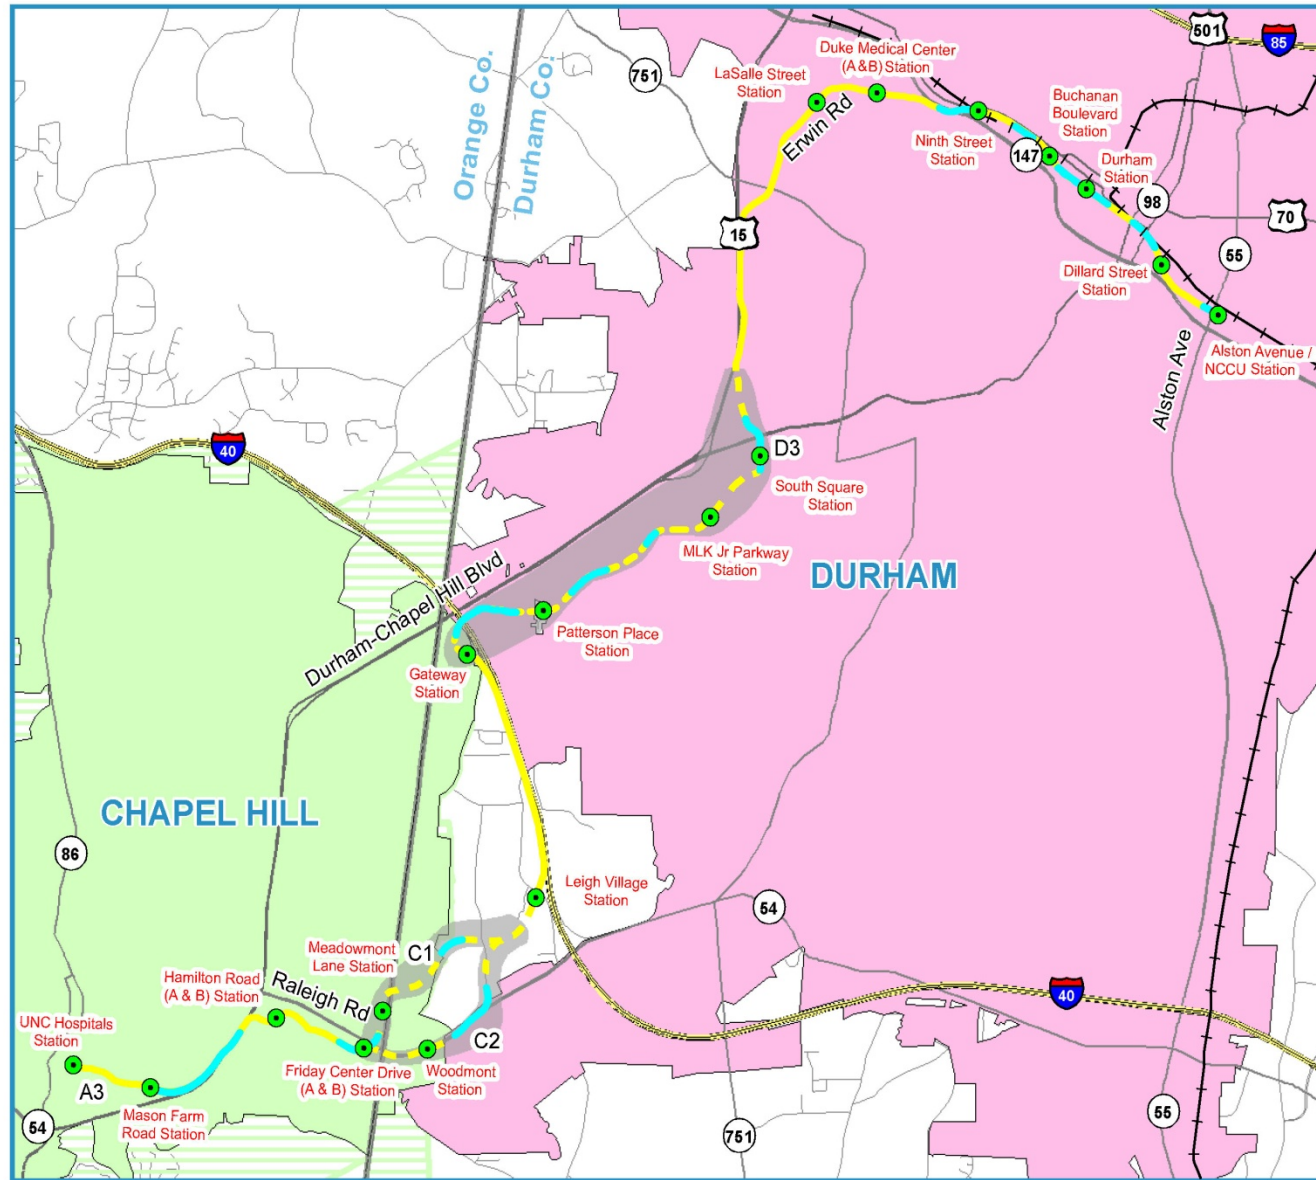 501
85
Duke Medical Center
(A &B) Station
Orange Co.
Durham Co.
751
LaSalle Street
Station
Erwin Rd
Buchanan
Boulevard
Station
Ninth Street
Station
147
Durham
Station
98
70
15
55
Dillard Street
Station
Alston Avenue /
NCCU Station
Alston Ave
40
D3
South Square
Station
MLK Jr Parkway
Station
DURHAM
Durham-Chapel Hill Blvd
Patterson Place
Station
Gateway
Station
CHAPEL HILL
86
Leigh Village
Station
54
Meadowmont
Lane Station
C1
Hamilton Road
(A & B) Station
Raleigh Rd
40
UNC Hospitals
Station
C2
A3
Friday Center Drive
(A & B) Station
Woodmont
Station
Mason Farm
Road Station
54
751
55